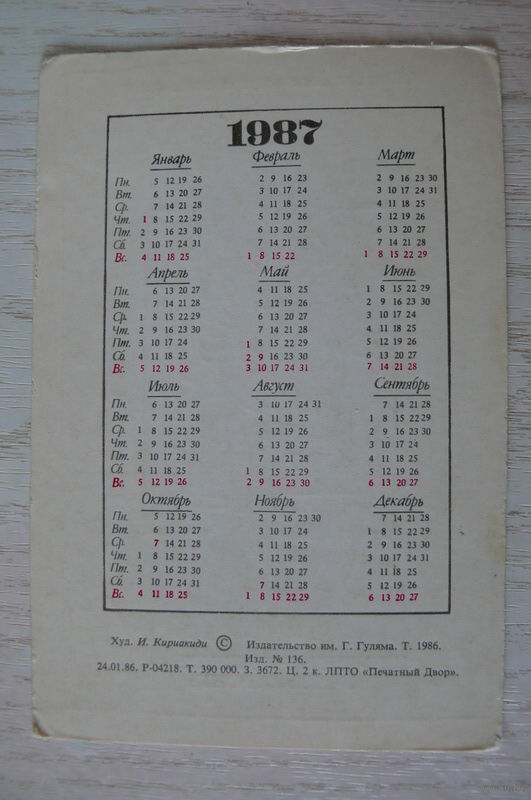 1987
Январь Февраль Март
Пн. 5 12 19 26 2 9 16 23 2 9 16 23 30
Вт. 6 13 20 27 3 10 17 24 3 10 17 24 31
Ср. 7 14 21 28 4 11 18 25 4 11 18 25
Чт. 1 8 15 22 29 5 12 19 26 5 12 19 26
Пт. 2 9 16 23 30 6 13 20 27 6 13 20 27
Сб. 3 10 17 24 31 7 14 21 28 7 14 21 28
Вс. 4 11 18 25 1 8 15 22 1 8 15 22 29
Апрель Май Июнь
Пн. 6 13 20 27 4 11 18 25 1 8 15 22 29
Вт. 7 14 21 28 5 12 19 26 2 9 16 23 30
Ср. 1 8 15 22 29 6 13 20 27 3 10 17 24
Чт. 2 9 16 23 30 7 14 21 28 4 11 18 25
Пт. 3 10 17 24 1 8 15 22 29 5 12 19 26
Сб. 4 11 18 25 2 9 16 23 30 6 13 20 27
Вс. 5 12 19 26 3 10 17 24 31 7 14 21 28
Июль Август Сентябрь
Пн. 6 13 20 27 3 10 17 24 31 7 14 21 28
Вт. 7 14 21 28 4 11 18 25 1 8 15 22 29
Ср. 1 8 15 22 29 5 12 19 26 2 9 16 23 30
Чт. 2 9 16 23 30 6 13 20 27 3 10 17 24
Пт. 3 10 17 24 31 7 14 21 28 4 11 18 25
Сб. 4 11 18 25 1 8 15 22 29 5 12 19 26
Вс. 5 12 19 26 2 9 16 23 30 6 13 20 27
Октябрь Ноябрь Декабрь
Пн. 5 12 19 26 2 9 16 23 30 7 14 21 28
Вт. 6 13 20 27 3 10 17 24 1 8 15 22 29
Ср. 7 14 21 28 4 11 18 25 2 9 16 23 30
Чт. 1 8 15 22 29 5 12 19 26 3 10 17 24 31
Пт. 2 9 16 23 30 6 13 20 27 4 11 18 25
Сб. 3 10 17 24 31 7 14 21 28 5 12 19 26
Вс. 4 11 18 25 1 8 15 22 29 6 13 20 27
Худ. И. Кириакиди © Издательство им. Г. Гуляма. Т. 1986.
Изд. № 136.
24.01.86. Р-04218. Т. 390 000. З. 3672. Ц. 2 к. ЛПТО «Печатный Двор».